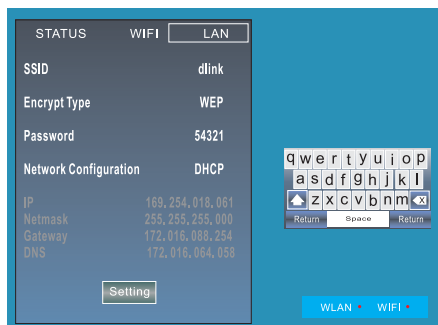 STATUS WIFI LAN
SSID dlink
Encrypt Type WEP
Password 54321
Network Configuration DHCP
IP 169,254,018,061
Netmask 255,255,255,000
Gateway 172,016,088,254
DNS 172,016,064,058
Setting
q w e r t y u i o p
a s d f g h j k l
z x c v b n m x
Return Space Return
WLAN WIFI